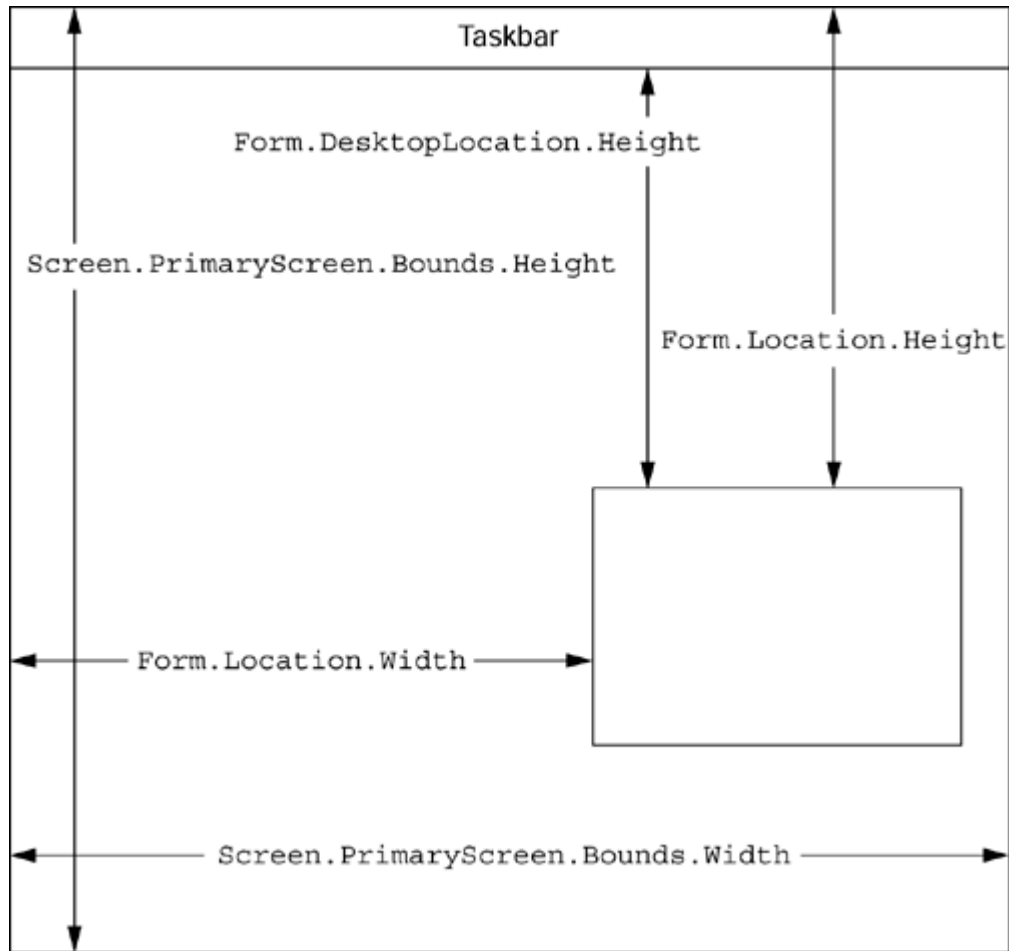 Taskbar
Form.DesktopLocation.Height
Screen.PrimaryScreen.Bounds.Height
Form.Location.Height
Form.Location.Width
Screen.PrimaryScreen.Bounds.Width